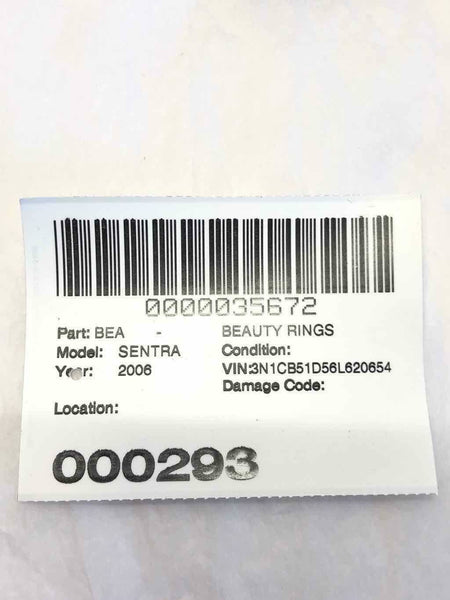 0000035672
Part: BEA - BEAUTY RINGS
Model: SENTRA Condition:
Year: 2006 VIN:3N1CB51D56L620654
Damage Code:
Location:
000293